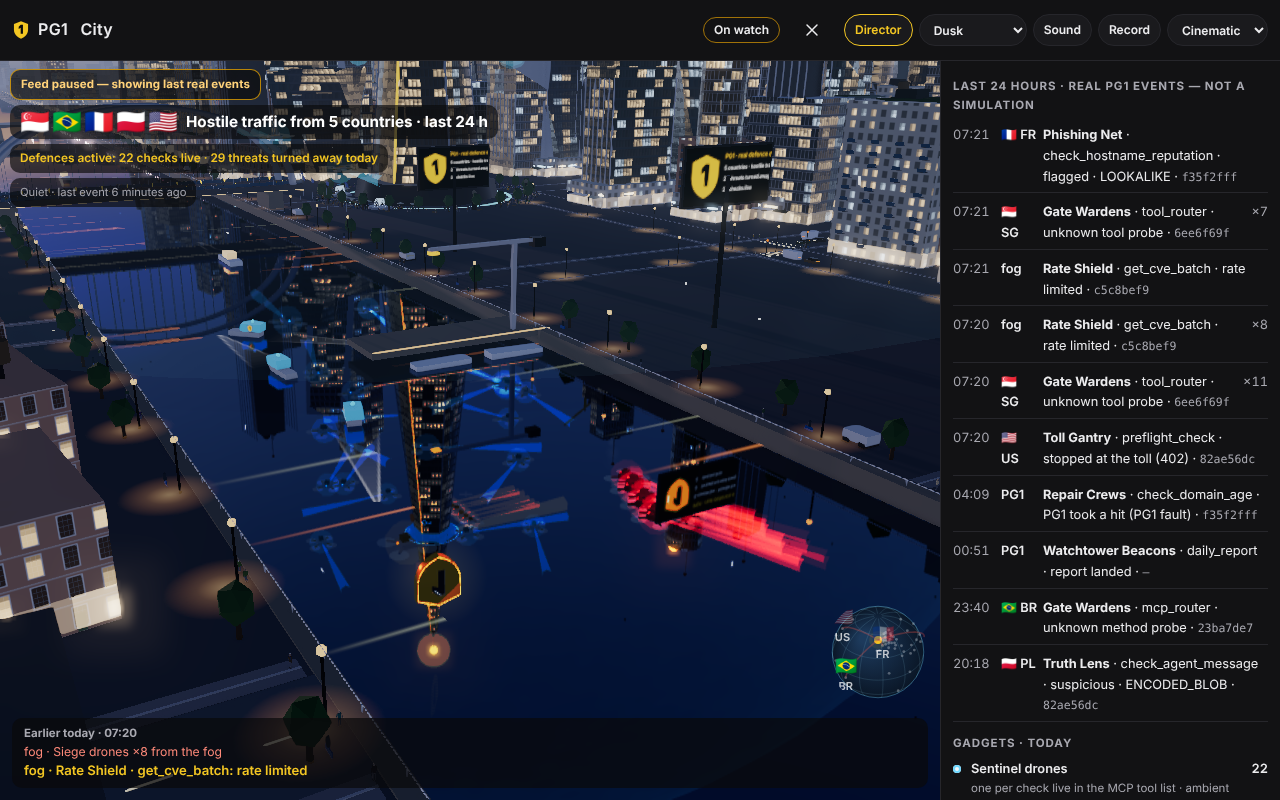 PG1 City
On watch
Director
Dusk
Sound
Record
Cinematic
Feed paused — showing last real events
Hostile traffic from 5 countries · last 24 h
Defences active: 22 checks live · 29 threats turned away today
Quiet · last event 6 minutes ago
US
FR
BR
Earlier today · 07:20
fog · Siege drones ×8 from the fog
fog · Rate Shield · get_cve_batch: rate limited
LAST 24 HOURS · REAL PG1 EVENTS — NOT A
SIMULATION
07:21 FR Phishing Net ·
check_hostname_reputation ·
flagged · LOOKALIKE · f35f2fff
07:21 SG Gate Wardens · tool_router · ×7
unknown tool probe · 6ee6f69f
07:21 fog Rate Shield · get_cve_batch · rate
limited · c5c8bef9
07:20 fog Rate Shield · get_cve_batch · ×8
rate limited · c5c8bef9
07:20 SG Gate Wardens · tool_router · ×11
unknown tool probe · 6ee6f69f
07:20 US Toll Gantry · preflight_check ·
stopped at the toll (402) · 82ae56dc
04:09 PG1 Repair Crews · check_domain_age ·
PG1 took a hit (PG1 fault) · f35f2fff
00:51 PG1 Watchtower Beacons · daily_report
· report landed · —
23:40 BR Gate Wardens · mcp_router ·
unknown method probe · 23ba7de7
20:18 PL Truth Lens · check_agent_message
· suspicious · ENCODED_BLOB ·
82ae56dc
GADGETS · TODAY
Sentinel drones 22
one per check live in the MCP tool list · ambient